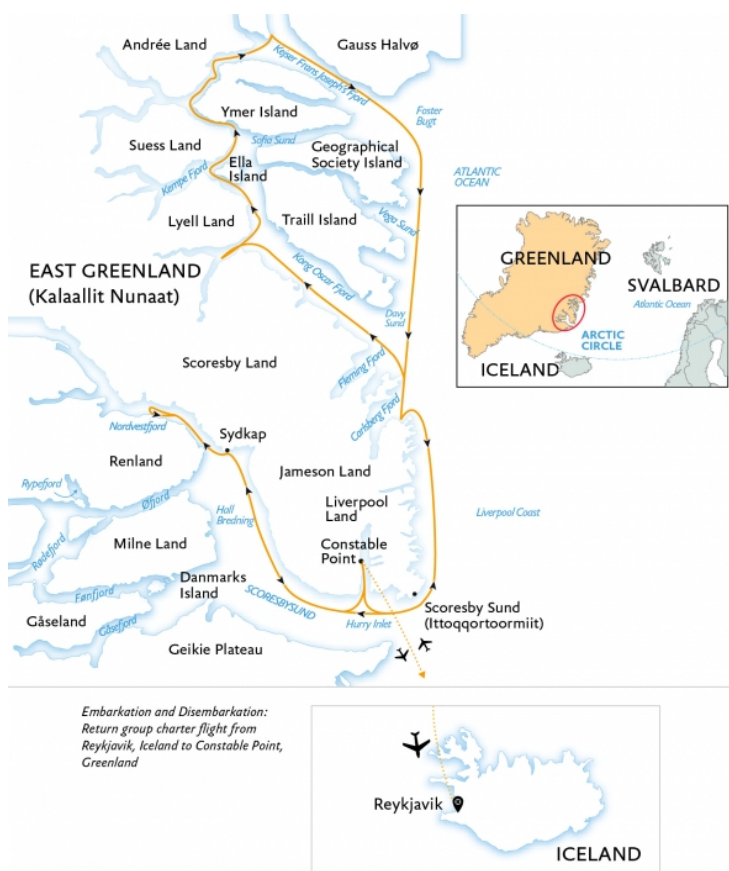 Andrée Land
Gauss Halvø
Kejser Frans Joseph's Fjord
Ymer Island
Foster
Bugt
Suess Land
Sofia Sund
Geographical
Society Island
Ella
Island
ATLANTIC
OCEAN
Kempe Fjord
Lyell Land
Traill Island
Vega Sund
EAST GREENLAND
(Kalaallit Nunaat)
Kong Oscar Fjord
Davy
Sund
GREENLAND
SVALBARD
Atlantic Ocean
ARCTIC
CIRCLE
ICELAND
Scoresby Land
Fleming Fjord
Carlsberg Fjord
Nordvestfjord
Sydkap
Renland
Jameson Land
Rypefjord
Øfjord
Hall
Bredning
Liverpool
Land
Liverpool Coast
Rødefjord
Milne Land
Constable
Point
Danmarks
Island
Fønfjord
SCORESBYSUND
Scoresby Sund
(Ittoqqortoormiit)
Gåseland
Gåsefjord
Hurry Inlet
Geikie Plateau
Embarkation and Disembarkation:
Return group charter flight from
Reykjavik, Iceland to Constable Point,
Greenland
Reykjavik
ICELAND